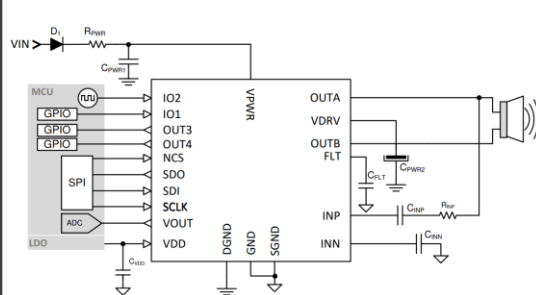 VIN
D1
RPWR
CPWR1
MCU
GPIO
GPIO
GPIO
SPI
ADC
LDO
CVDD
IO2
IO1
OUT3
OUT4
NCS
SDO
SDI
SCLK
VOUT
VDD
VPWR
DGND
GND
SGND
OUTA
VDRV
OUTB
FLT
INP
INN
CPWR2
CFLT
CINP
RINP
CINN